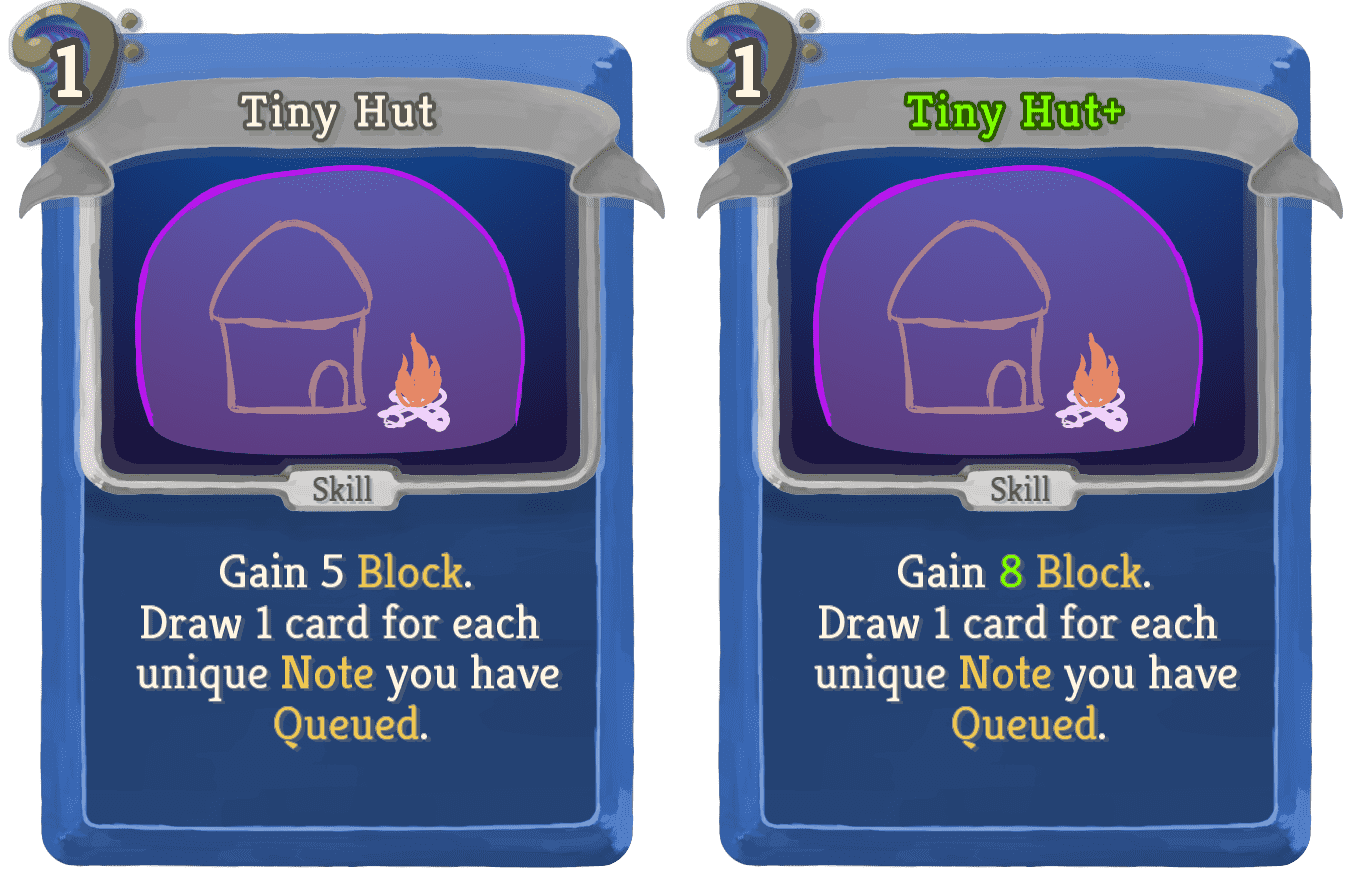 1
Tiny Hut
Skill
Gain 5 Block.
Draw 1 card for each
unique Note you have
Queued.
1
Tiny Hut+
Skill
Gain 8 Block.
Draw 1 card for each
unique Note you have
Queued.